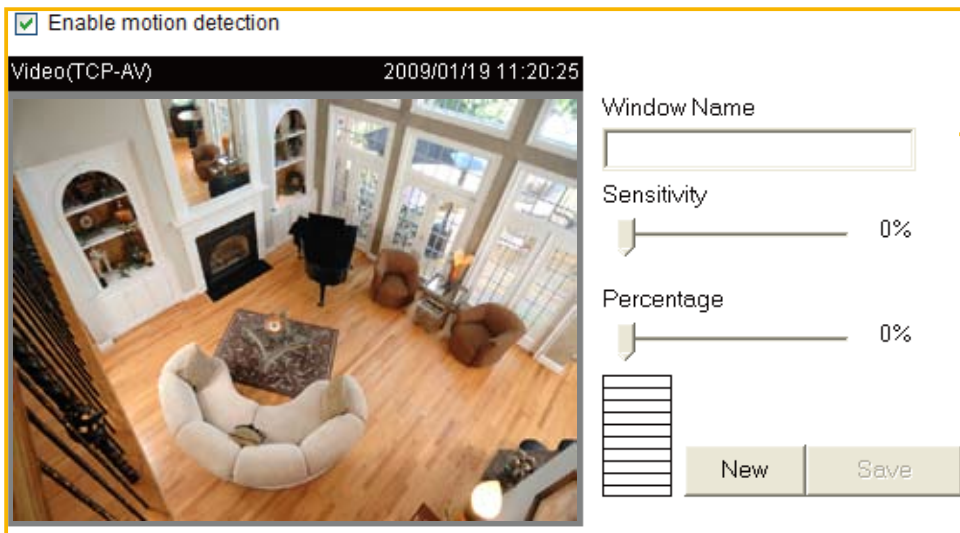 Enable motion detection
Video(TCP-AV) 2009/01/19 11:20:25
Window Name
Sensitivity
0%
Percentage
0%
New Save